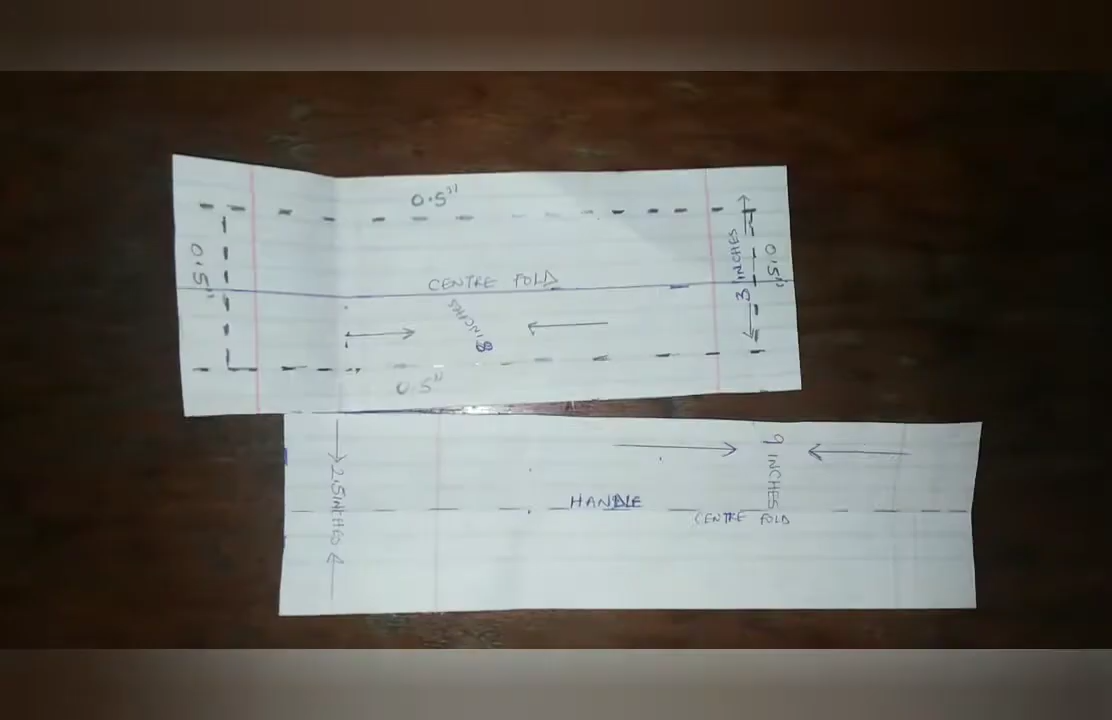 0.5"
0.5"
CENTRE FOLD
8 INCHES
3 INCHES
0.5"
0.5"
2.5 INCHES
HANDLE
9 INCHES
CENTRE FOLD